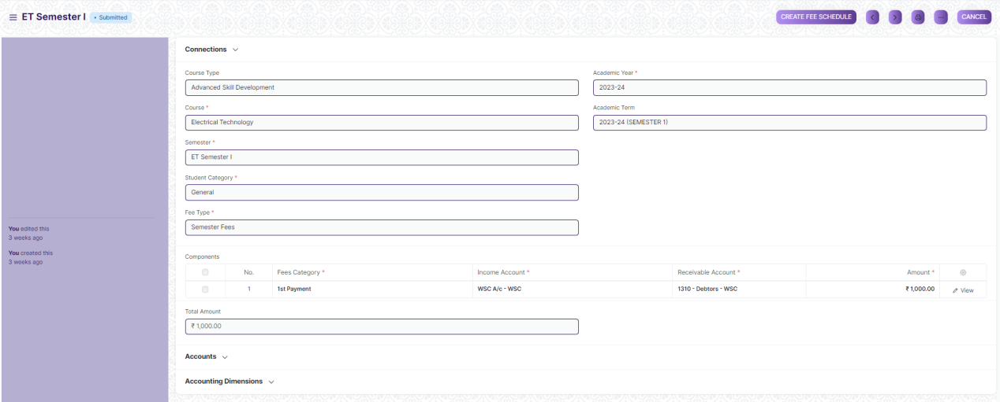 ET Semester I • Submitted
CREATE FEE SCHEDULE
CANCEL
You edited this
3 weeks ago
You created this
3 weeks ago
Connections
Course Type
Advanced Skill Development
Course *
Electrical Technology
Semester *
ET Semester I
Student Category *
General
Fee Type *
Semester Fees
Academic Year *
2023-24
Academic Term
2023-24 (SEMESTER 1)
Components
No. Fees Category * Income Account * Receivable Account * Amount *
1 1st Payment WSC A/c - WSC 1310 - Debtors - WSC ₹ 1,000.00 View
Total Amount
₹ 1,000.00
Accounts
Accounting Dimensions